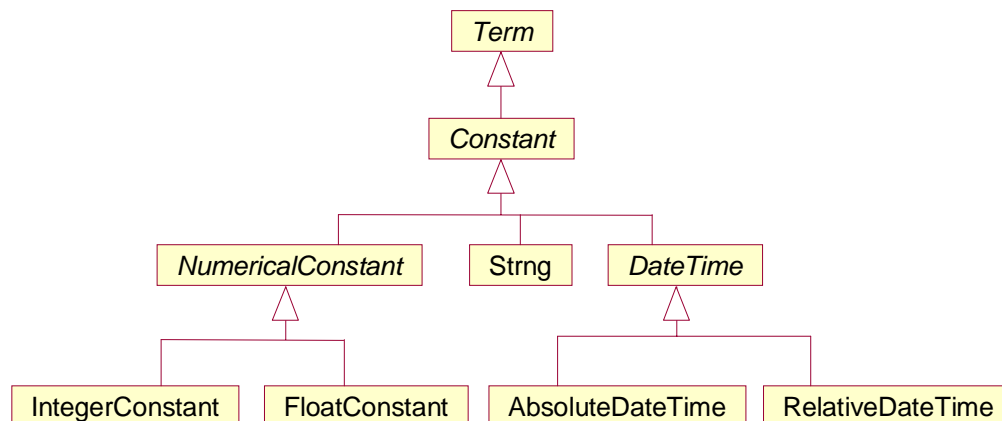 Term
Constant
NumericalConstant
Strng
DateTime
IntegerConstant
FloatConstant
AbsoluteDateTime
RelativeDateTime